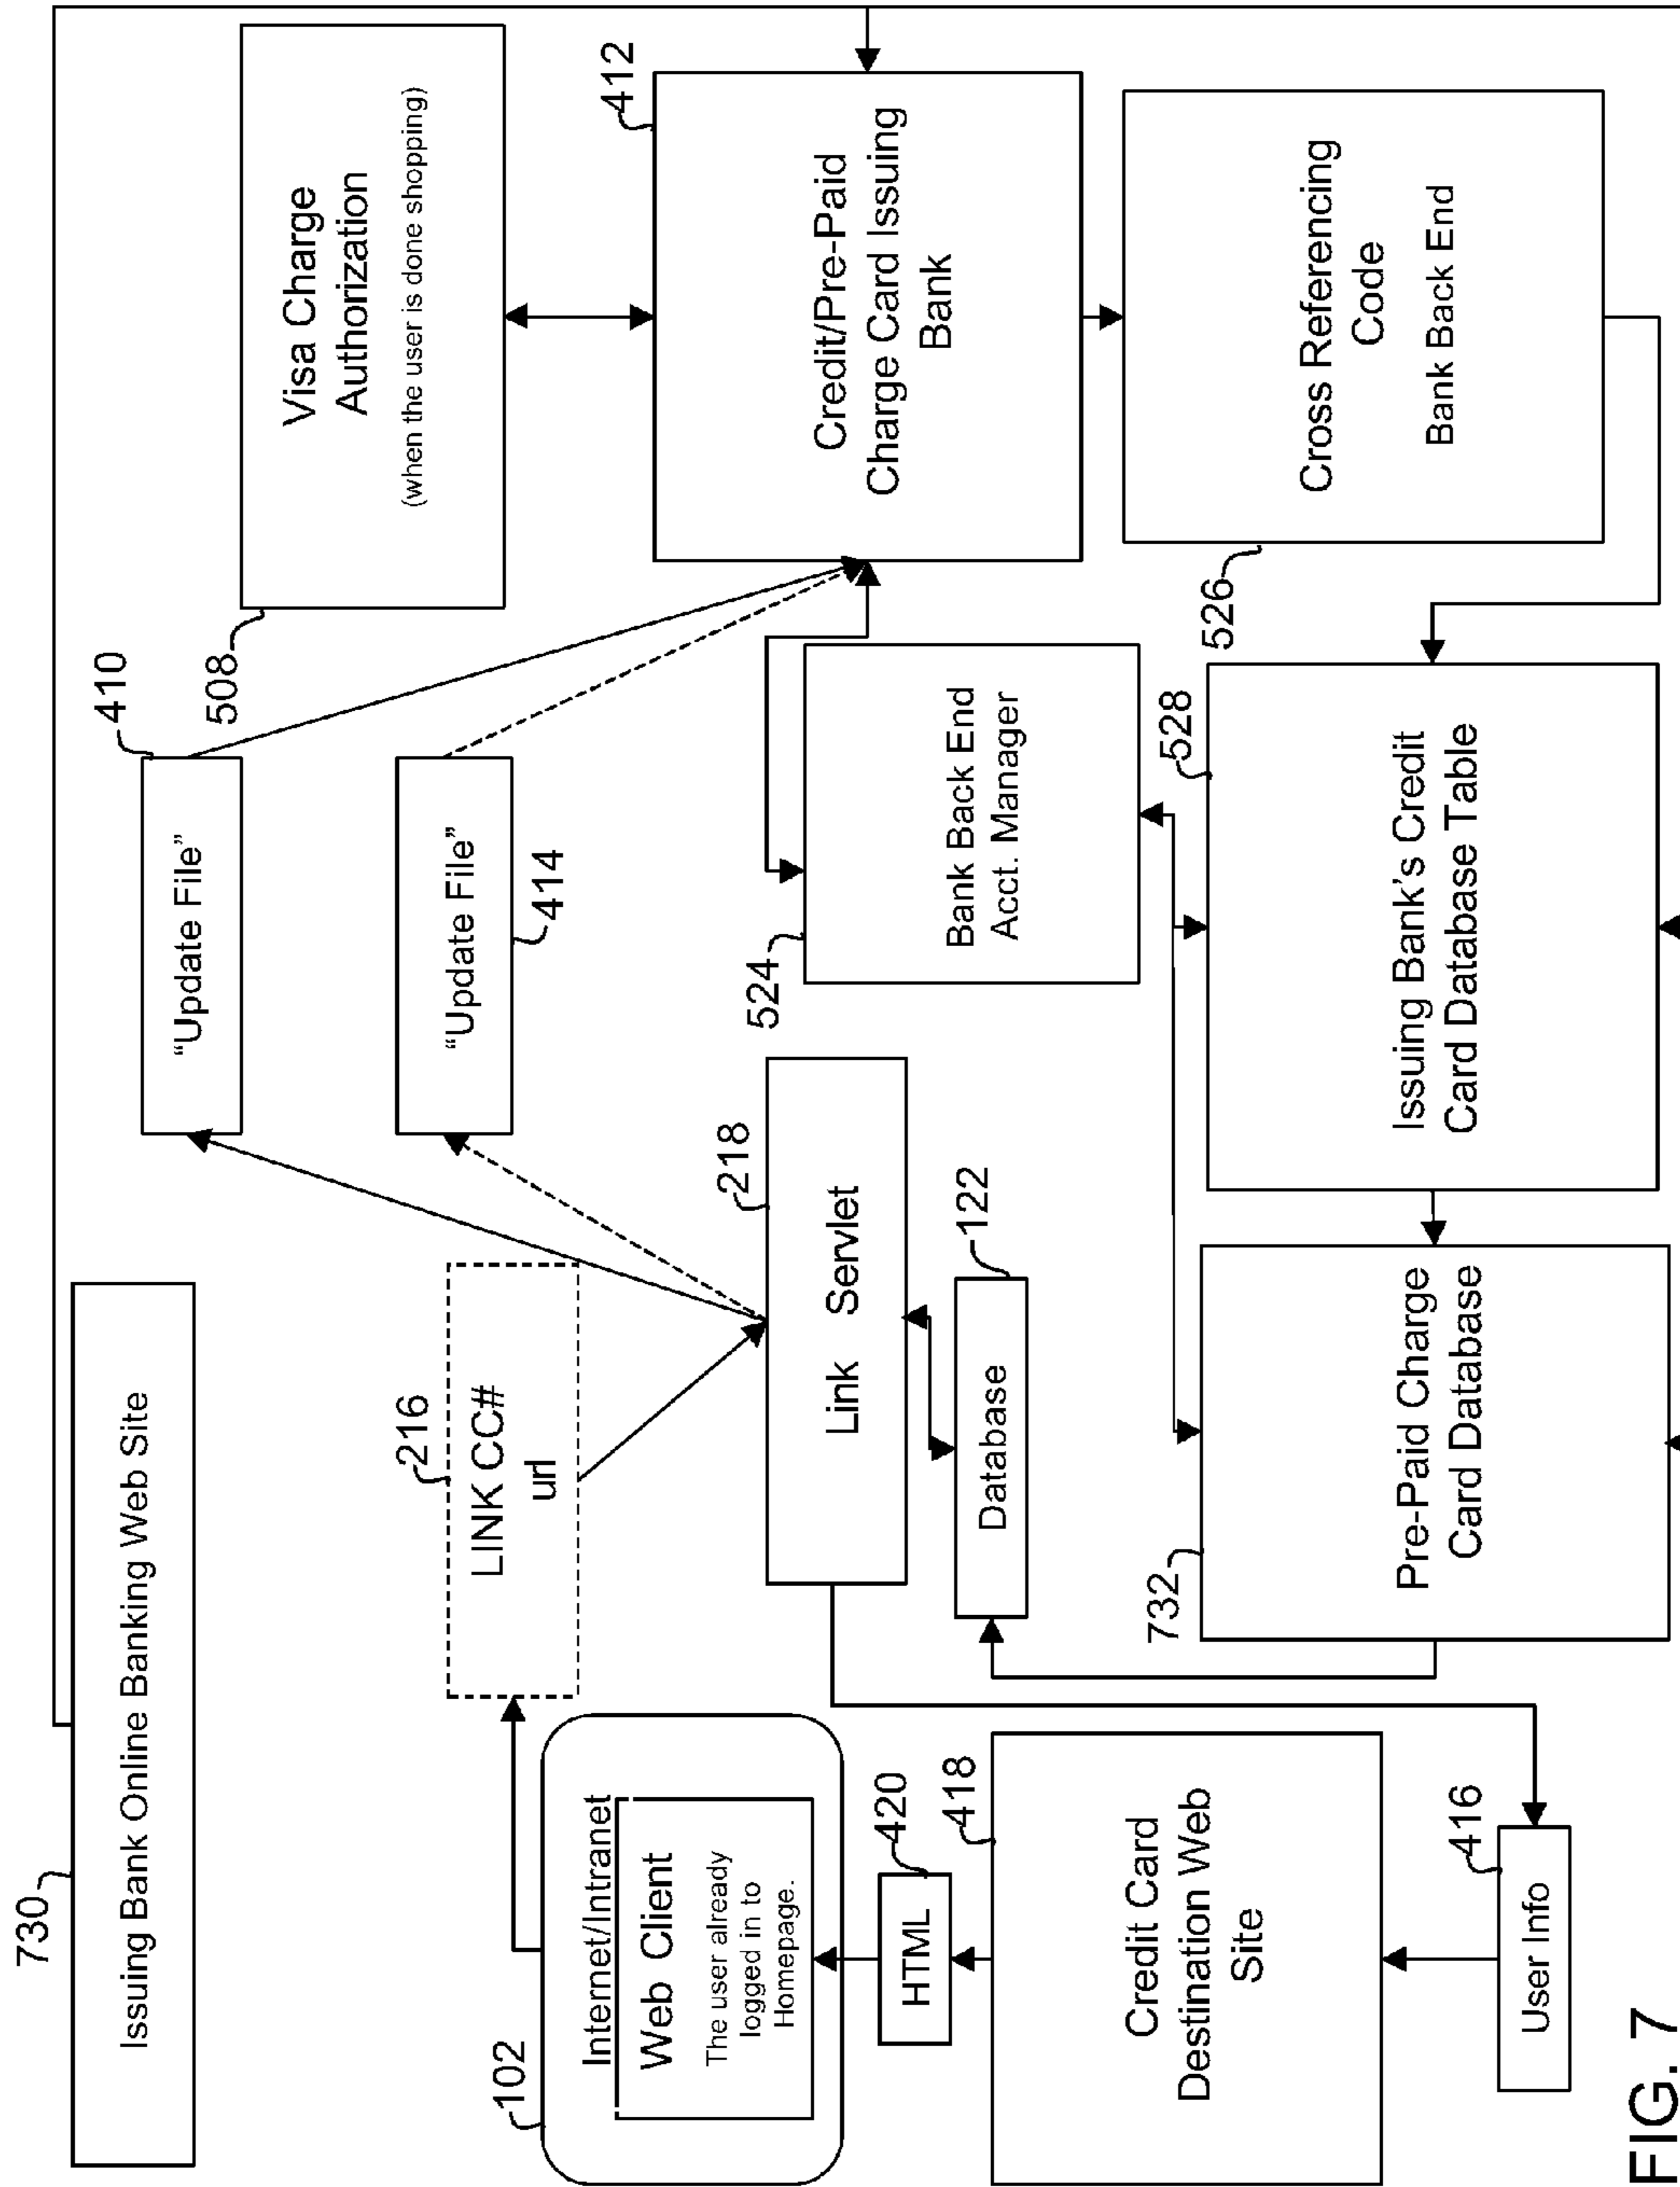 730
Issuing Bank Online Banking Web Site
102
Internet/Intranet
Web Client
The user already
logged in to
Homepage.
216
LINK CC#
url
410
"Update File"
"Update File"
414
508
Visa Charge
Authorization
(when the user is done shopping)
412
Credit/Pre-Paid
Charge Card Issuing
Bank
420
HTML
418
Credit Card
Destination Web
Site
416
User Info
218
Link Servlet
122
Database
524
Bank Back End
Acct. Manager
526
Cross Referencing
Code
Bank Back End
732
Pre-Paid Charge
Card Database
528
Issuing Bank's Credit
Card Database Table
FIG. 7